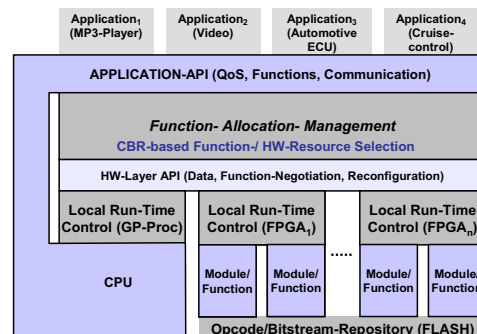 Application1 Application2 Application3 Application4
(MP3-Player) (Video) (Automotive (Cruise-
ECU) control)
APPLICATION-API (QoS, Functions, Communication)
Function- Allocation- Management
CBR-based Function-/ HW-Resource Selection
HW-Layer API (Data, Function-Negotiation, Reconfiguration)
Local Run-Time Local Run-Time Local Run-Time
Control (GP-Proc) Control (FPGA1) Control (FPGAn)
.....
CPU
Module/ Module/ Module/ Module/
Function Function Function Function
Opcode/Bitstream-Repository (FLASH)